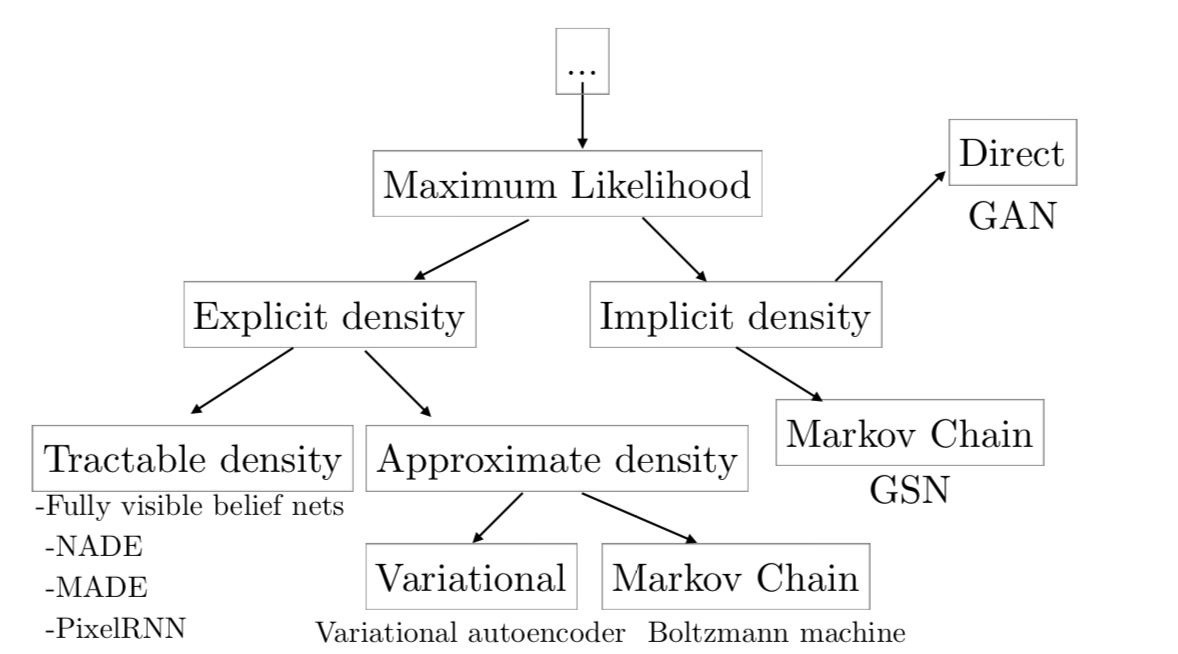 ...
Maximum Likelihood
Direct
GAN
Explicit density
Implicit density
Tractable density
-Fully visible belief nets
-NADE
-MADE
-PixelRNN
Approximate density
Markov Chain
GSN
Variational
Variational autoencoder
Markov Chain
Boltzmann machine